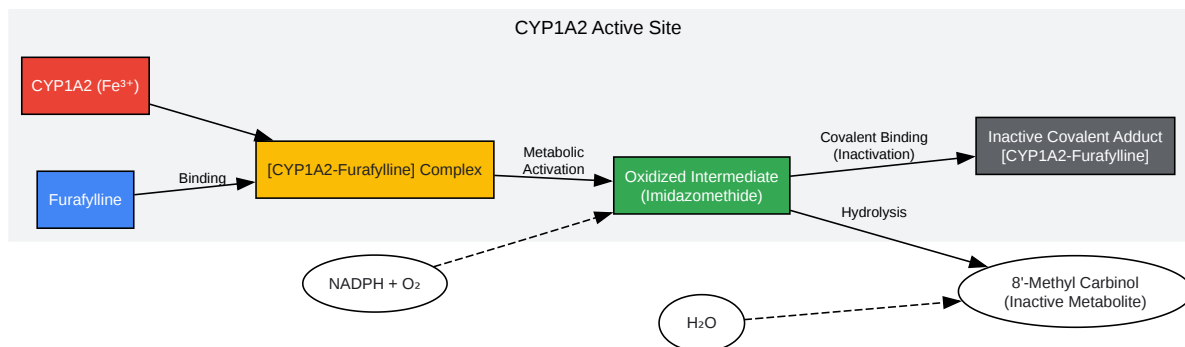 CYP1A2 Active Site
CYP1A2 (Fe³⁺)
Furafylline
Binding
[CYP1A2-Furafylline] Complex
Metabolic
Activation
Oxidized Intermediate
(Imidazomethide)
Covalent Binding
(Inactivation)
Inactive Covalent Adduct
[CYP1A2-Furafylline]
Hydrolysis
NADPH + O₂
H₂O
8'-Methyl Carbinol
(Inactive Metabolite)